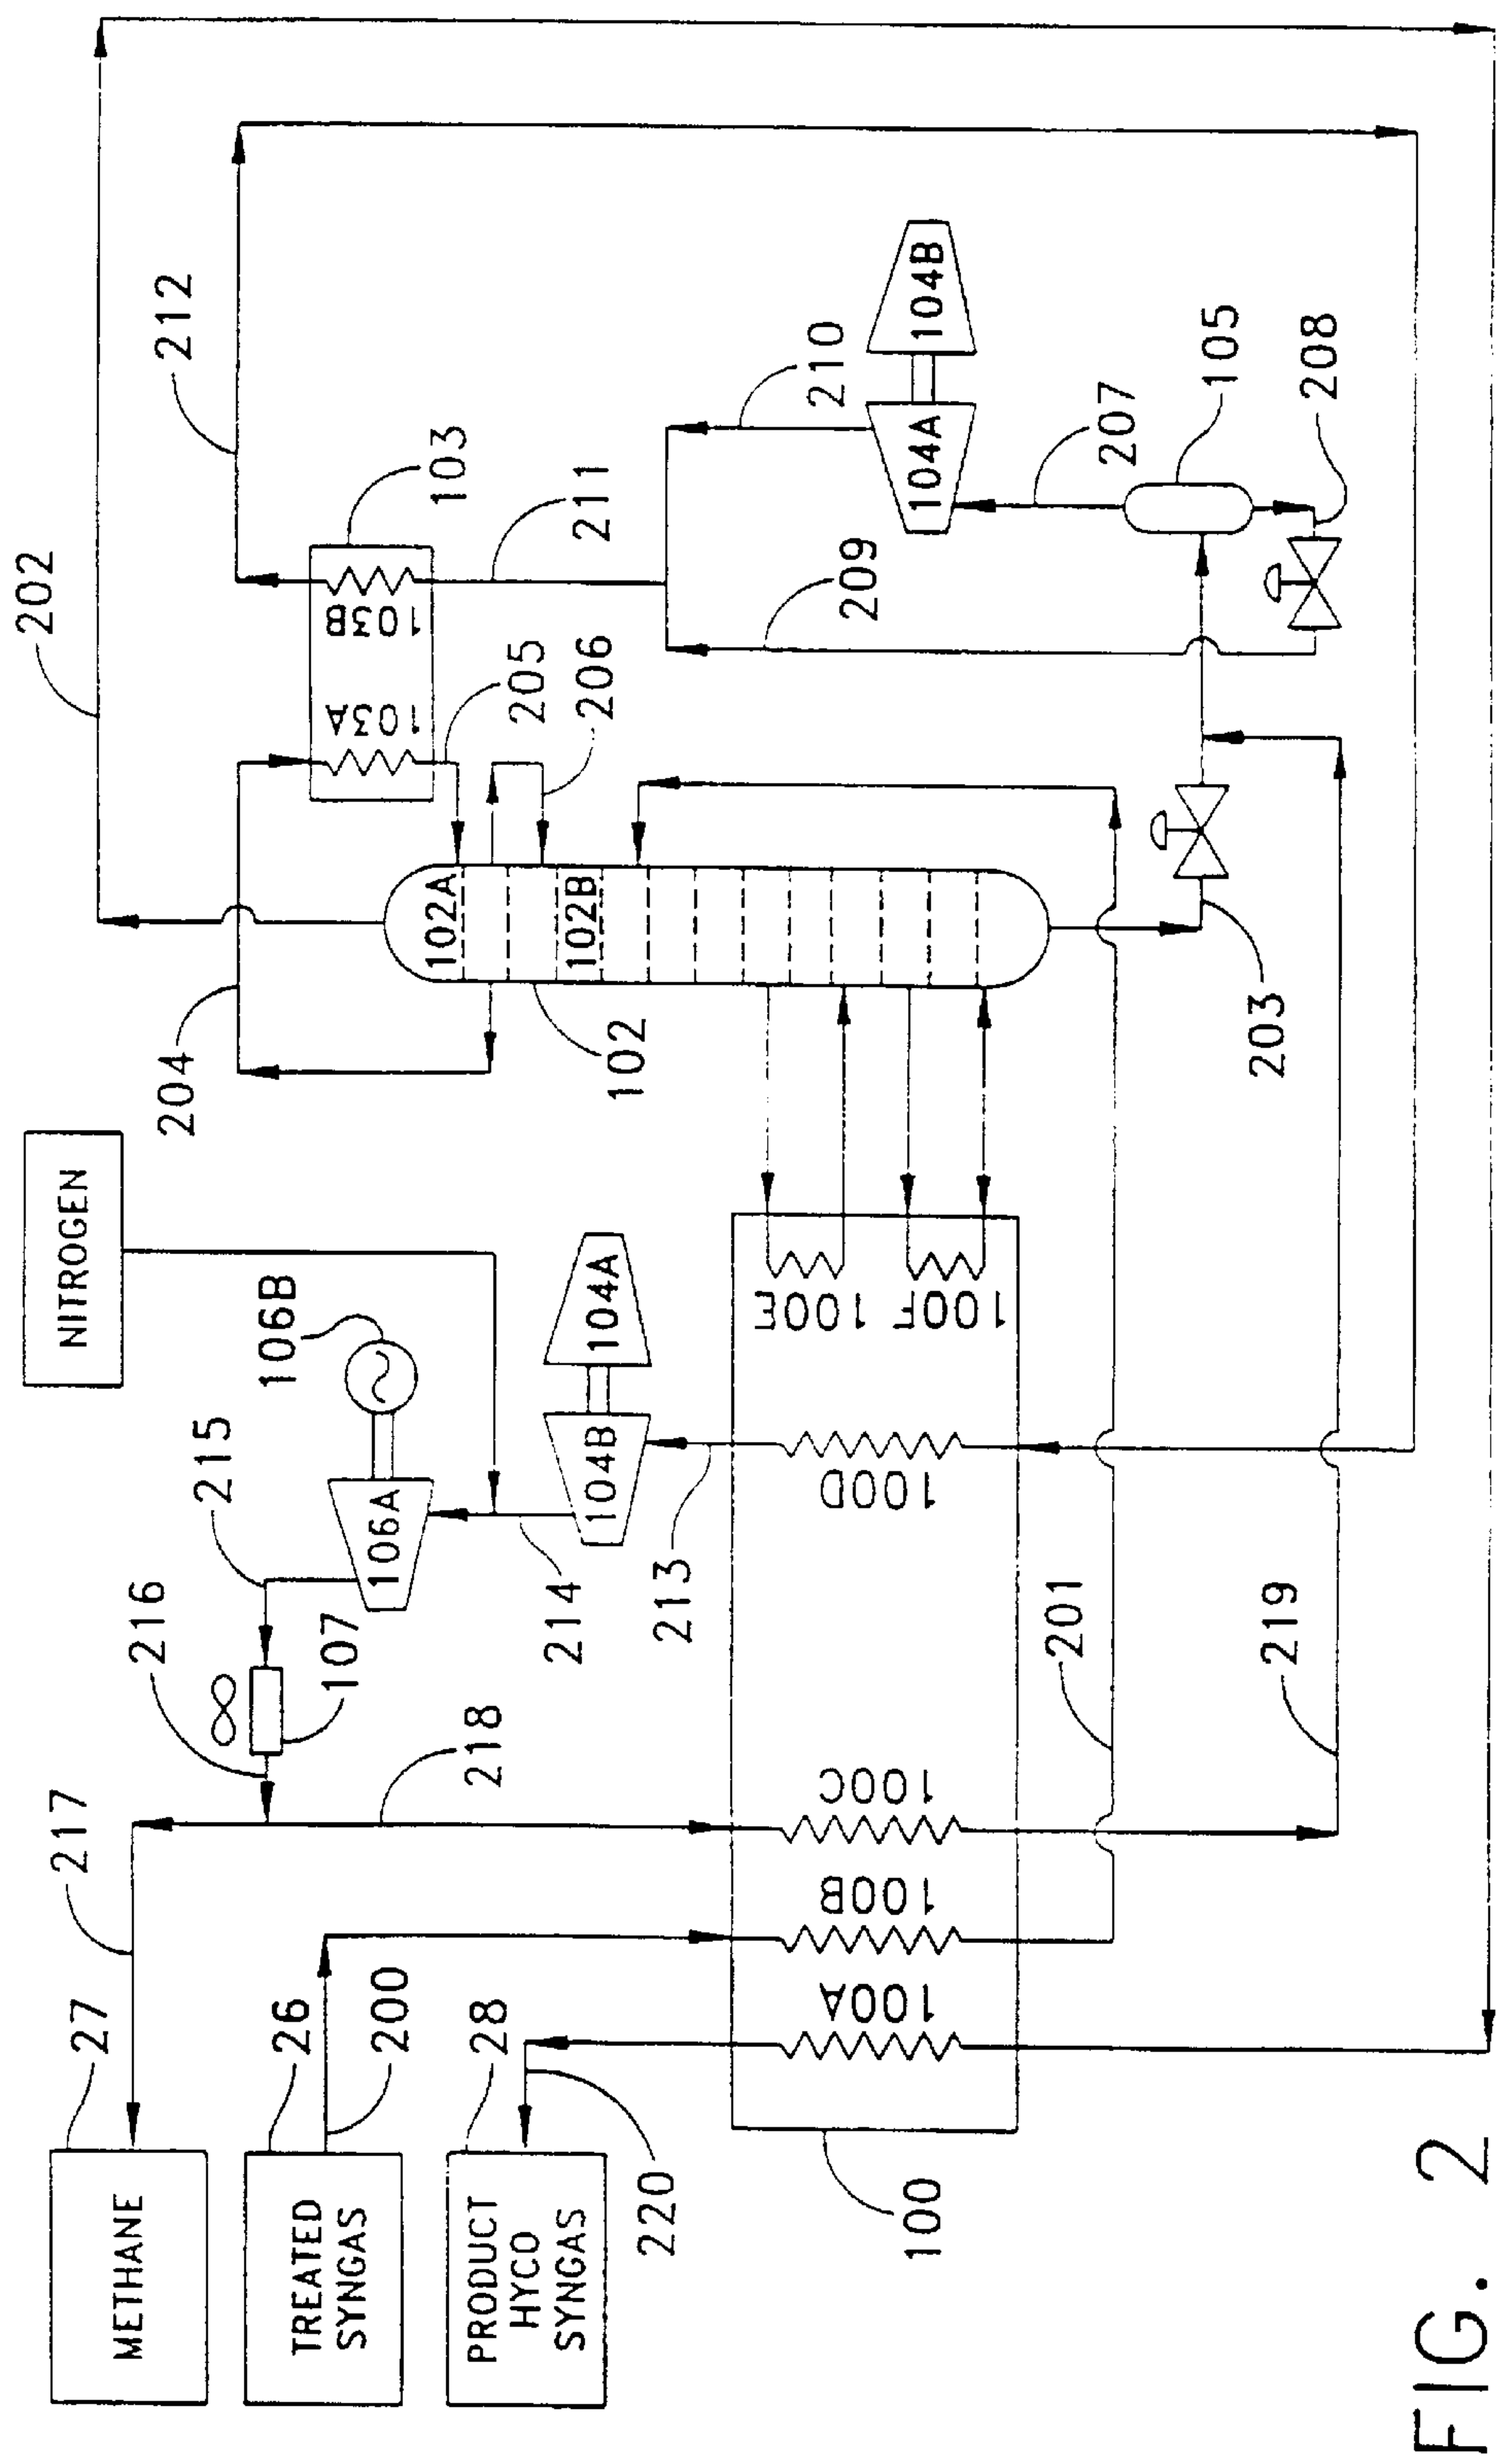 202
212
204
103
103A
103B
205
206
211
210
104A
104B
209
207
105
208
102A
102B
102
203
NITROGEN
106B
106A
215
216
107
104B
104A
214
213
217
218
27
METHANE
26
TREATED
SYNGAS
200
28
PRODUCT
HYCO
SYNGAS
220
100A
100B
100C
100D
100E
100F
100
201
219
FIG. 2